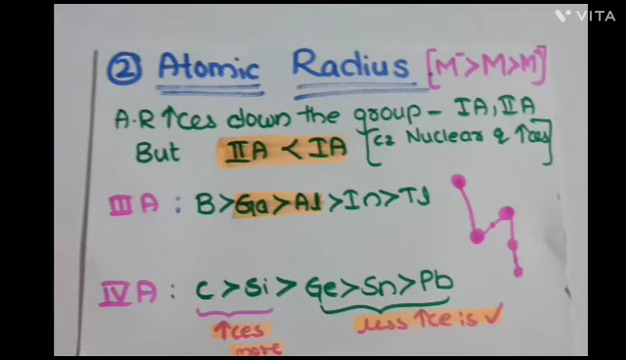 VITA
② Atomic Radius [M⁻>M>M⁺]
A.R ↑ces down the group - IA, IIA
But IIA < IA [Cz Nuclear q ↑ces]
IIIA : B>Ga>Al>In>Tl
IVA : C>Si> Ge>Sn>Pb
↑ces more
less ↑ce is ✓